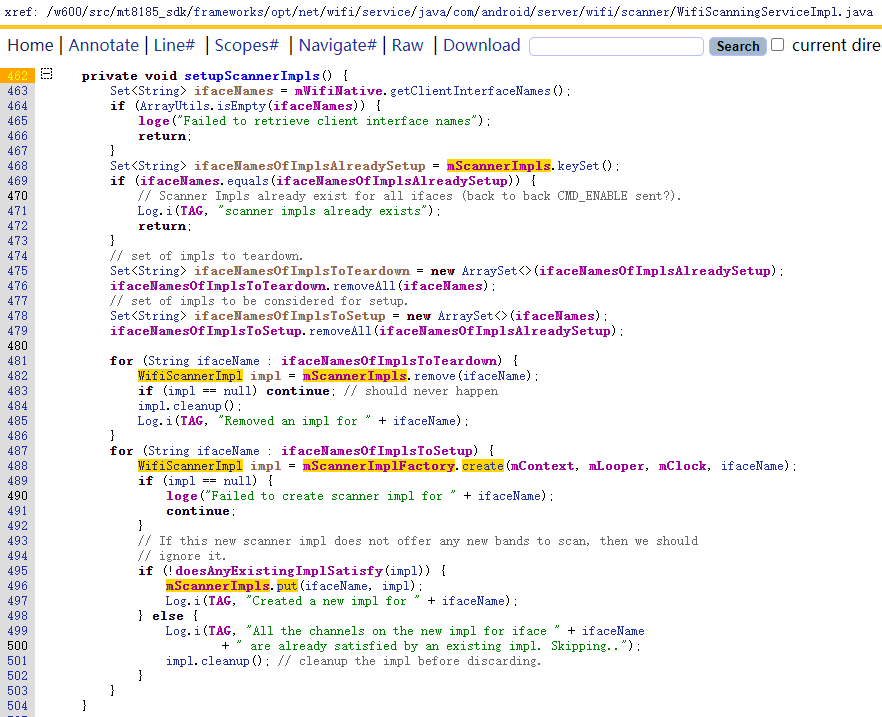 xref: /w600/src/mt8185_sdk/frameworks/opt/net/wifi/service/java/com/android/server/wifi/scanner/WifiScanningServiceImpl.java
Home | Annotate | Line# | Scopes# | Navigate# | Raw | Download Search current dire
462 private void setupScannerImpls() {
463 Set<String> ifaceNames = mWifiNative.getClientInterfaceNames();
464 if (ArrayUtils.isEmpty(ifaceNames)) {
465 loge("Failed to retrieve client interface names");
466 return;
467 }
468 Set<String> ifaceNamesOfImplsAlreadySetup = mScannerImpls.keySet();
469 if (ifaceNames.equals(ifaceNamesOfImplsAlreadySetup)) {
470 // Scanner Impls already exist for all ifaces (back to back CMD_ENABLE sent?).
471 Log.i(TAG, "scanner impls already exists");
472 return;
473 }
474 // set of impls to teardown.
475 Set<String> ifaceNamesOfImplsToTeardown = new ArraySet<>(ifaceNamesOfImplsAlreadySetup);
476 ifaceNamesOfImplsToTeardown.removeAll(ifaceNames);
477 // set of impls to be considered for setup.
478 Set<String> ifaceNamesOfImplsToSetup = new ArraySet<>(ifaceNames);
479 ifaceNamesOfImplsToSetup.removeAll(ifaceNamesOfImplsAlreadySetup);
480
481 for (String ifaceName : ifaceNamesOfImplsToTeardown) {
482 WifiScannerImpl impl = mScannerImpls.remove(ifaceName);
483 if (impl == null) continue; // should never happen
484 impl.cleanup();
485 Log.i(TAG, "Removed an impl for " + ifaceName);
486 }
487 for (String ifaceName : ifaceNamesOfImplsToSetup) {
488 WifiScannerImpl impl = mScannerImplFactory.create(mContext, mLooper, mClock, ifaceName);
489 if (impl == null) {
490 loge("Failed to create scanner impl for " + ifaceName);
491 continue;
492 }
493 // If this new scanner impl does not offer any new bands to scan, then we should
494 // ignore it.
495 if (!doesAnyExistingImplSatisfy(impl)) {
496 mScannerImpls.put(ifaceName, impl);
497 Log.i(TAG, "Created a new impl for " + ifaceName);
498 } else {
499 Log.i(TAG, "All the channels on the new impl for iface " + ifaceName
500 + " are already satisfied by an existing impl. Skipping..");
501 impl.cleanup(); // cleanup the impl before discarding.
502 }
503 }
504 }